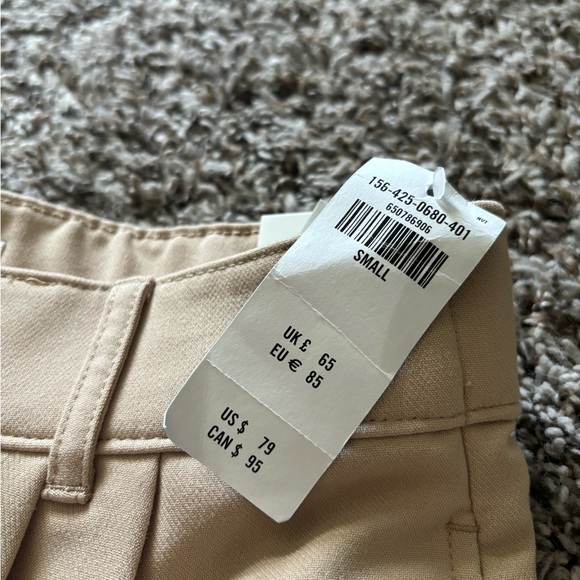 156-425-0680-401
650786906
SMALL
UK £ 65
EU € 85
US $ 79
CAN $ 95